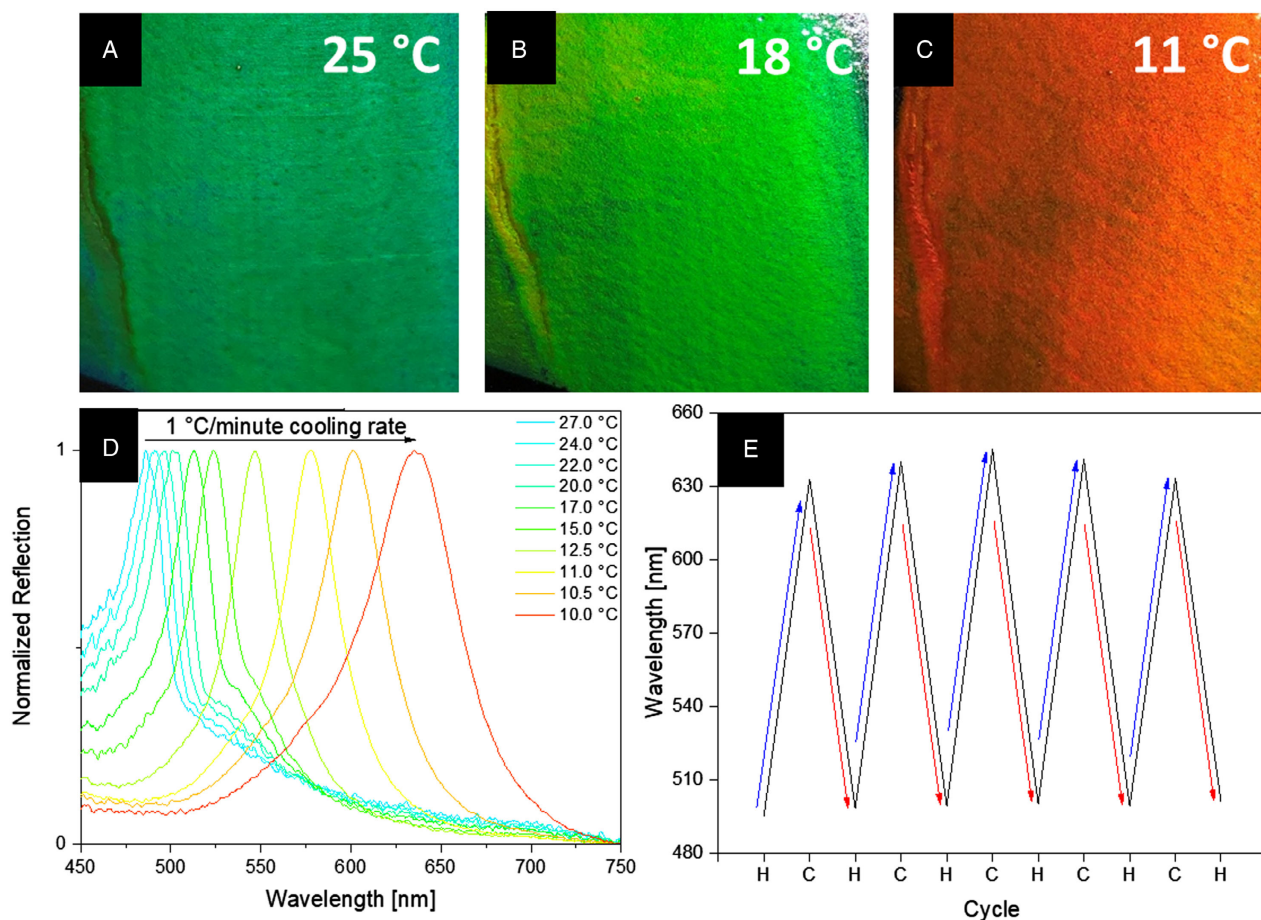 A
25 °C
B
18 °C
C
11 °C
D
1 °C/minute cooling rate
27.0 °C
24.0 °C
22.0 °C
20.0 °C
17.0 °C
15.0 °C
12.5 °C
11.0 °C
10.5 °C
10.0 °C
Normalized Reflection
1
0
450 500 550 600 650 700 750
Wavelength [nm]
E
Wavelength [nm]
660
630
600
570
540
510
480
H C H C H C H C H C H
Cycle